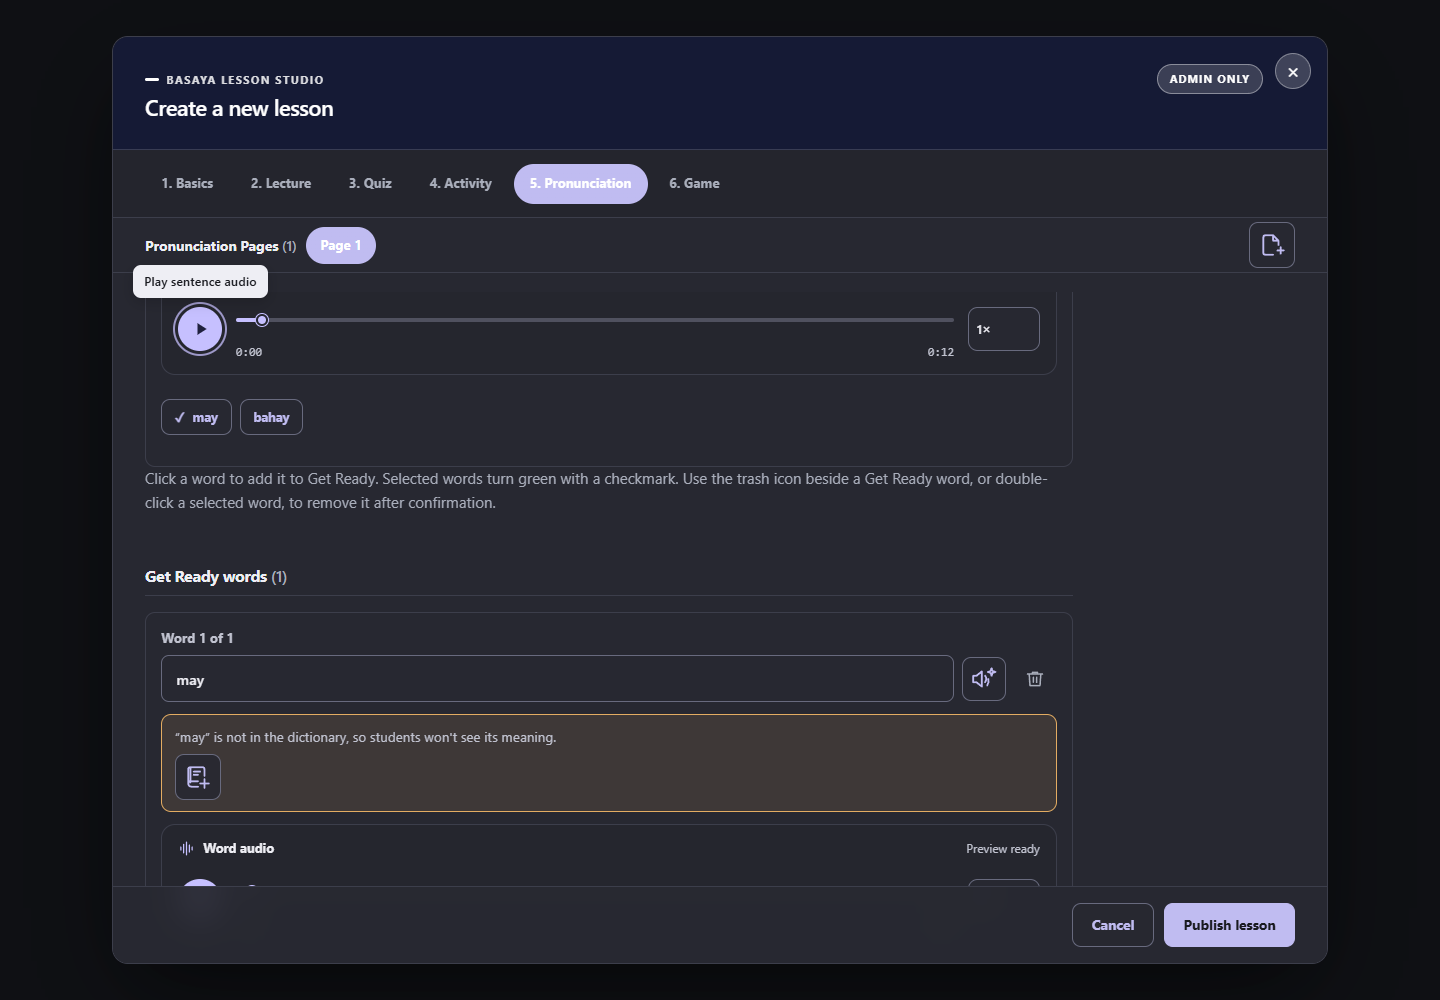 BASAYA LESSON STUDIO
Create a new lesson
ADMIN ONLY
1. Basics
2. Lecture
3. Quiz
4. Activity
5. Pronunciation
6. Game
Pronunciation Pages (1)
Page 1
Play sentence audio
1×
0:00
0:12
✓ may
bahay
Click a word to add it to Get Ready. Selected words turn green with a checkmark. Use the trash icon beside a Get Ready word, or double-
click a selected word, to remove it after confirmation.
Get Ready words (1)
Word 1 of 1
may
“may” is not in the dictionary, so students won't see its meaning.
Word audio
Preview ready
Cancel
Publish lesson